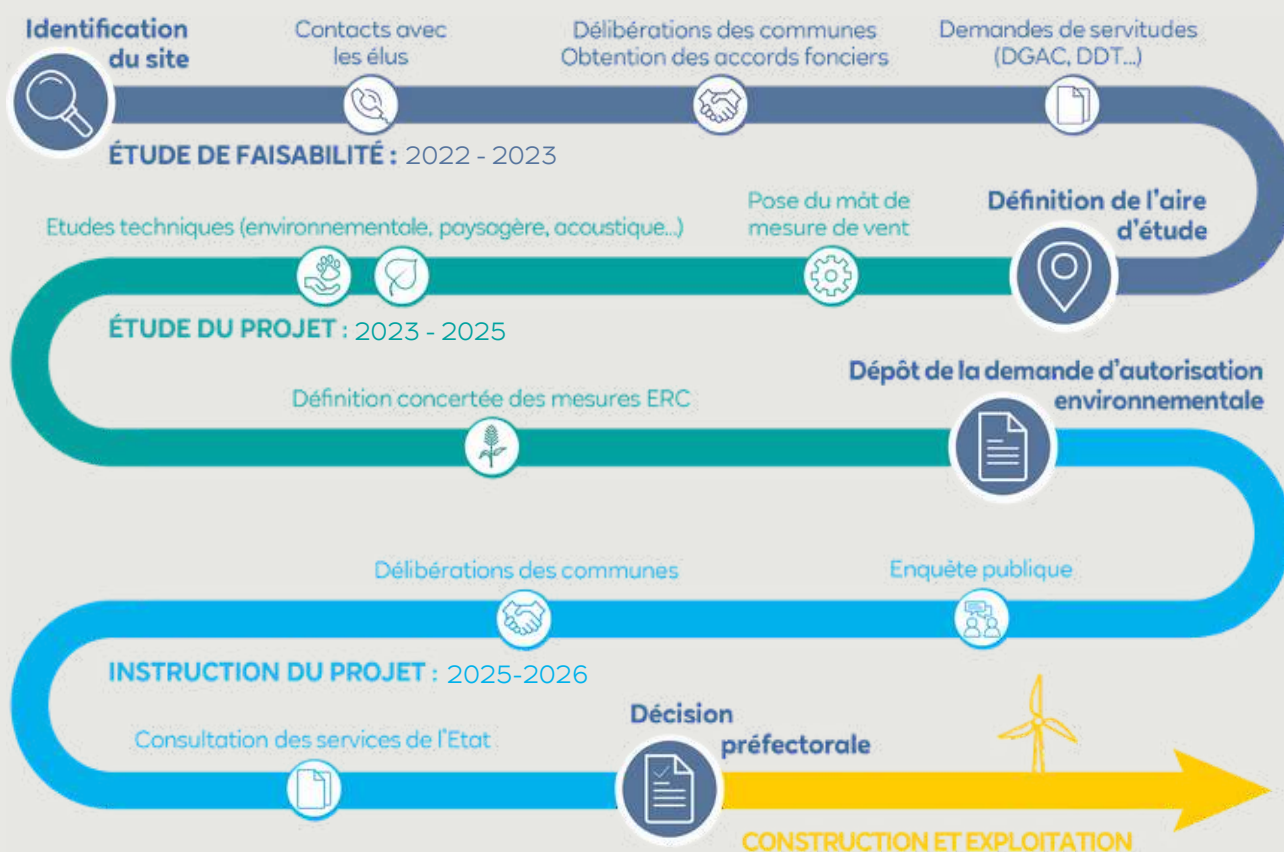 Identification
du site
Contacts avec
les élus
Délibérations des communes
Obtention des accords fonciers
Demandes de servitudes
(DGAC, DDT...)
ÉTUDE DE FAISABILITÉ : 2022 - 2023
Définition de l'aire
d'étude
Pose du mât de
mesure de vent
Etudes techniques (environnementale, paysagère, acoustique...)
ÉTUDE DU PROJET : 2023 - 2025
Définition concertée des mesures ERC
Dépôt de la demande d'autorisation
environnementale
Enquête publique
Délibérations des communes
INSTRUCTION DU PROJET : 2025-2026
Consultation des services de l'Etat
Décision
préfectorale
CONSTRUCTION ET EXPLOITATION